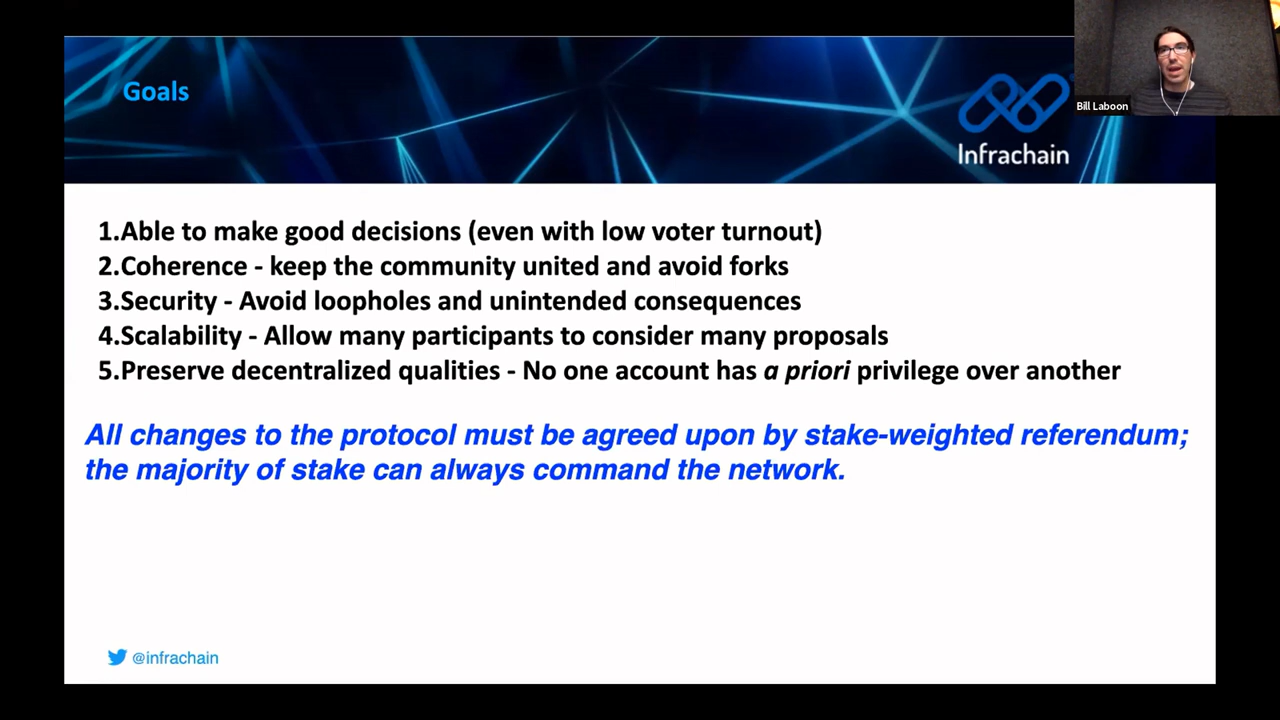 Goals
Infrachain
Bill Laboon
1.Able to make good decisions (even with low voter turnout)
2.Coherence - keep the community united and avoid forks
3.Security - Avoid loopholes and unintended consequences
4.Scalability - Allow many participants to consider many proposals
5.Preserve decentralized qualities - No one account has a priori privilege over another
All changes to the protocol must be agreed upon by stake-weighted referendum;
the majority of stake can always command the network.
@infrachain